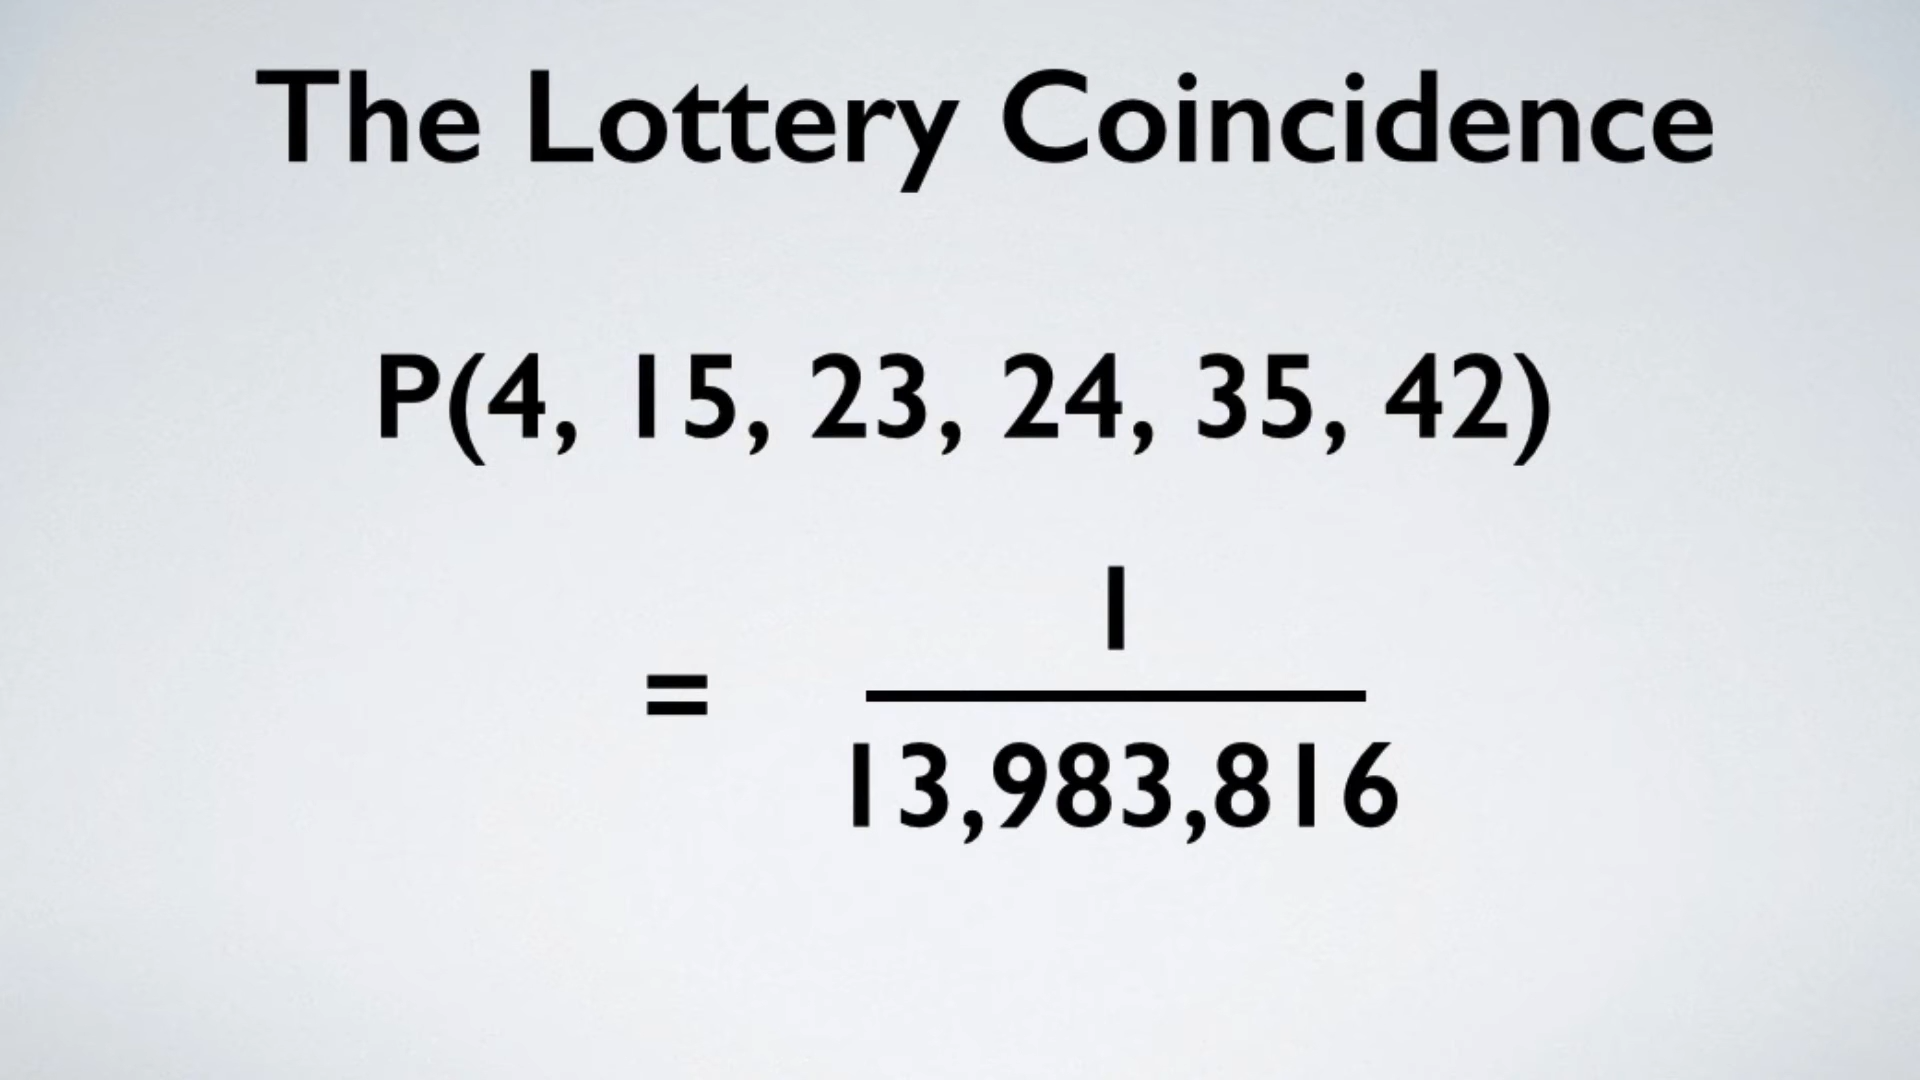 The Lottery Coincidence
P(4, 15, 23, 24, 35, 42)
1
=
13,983,816